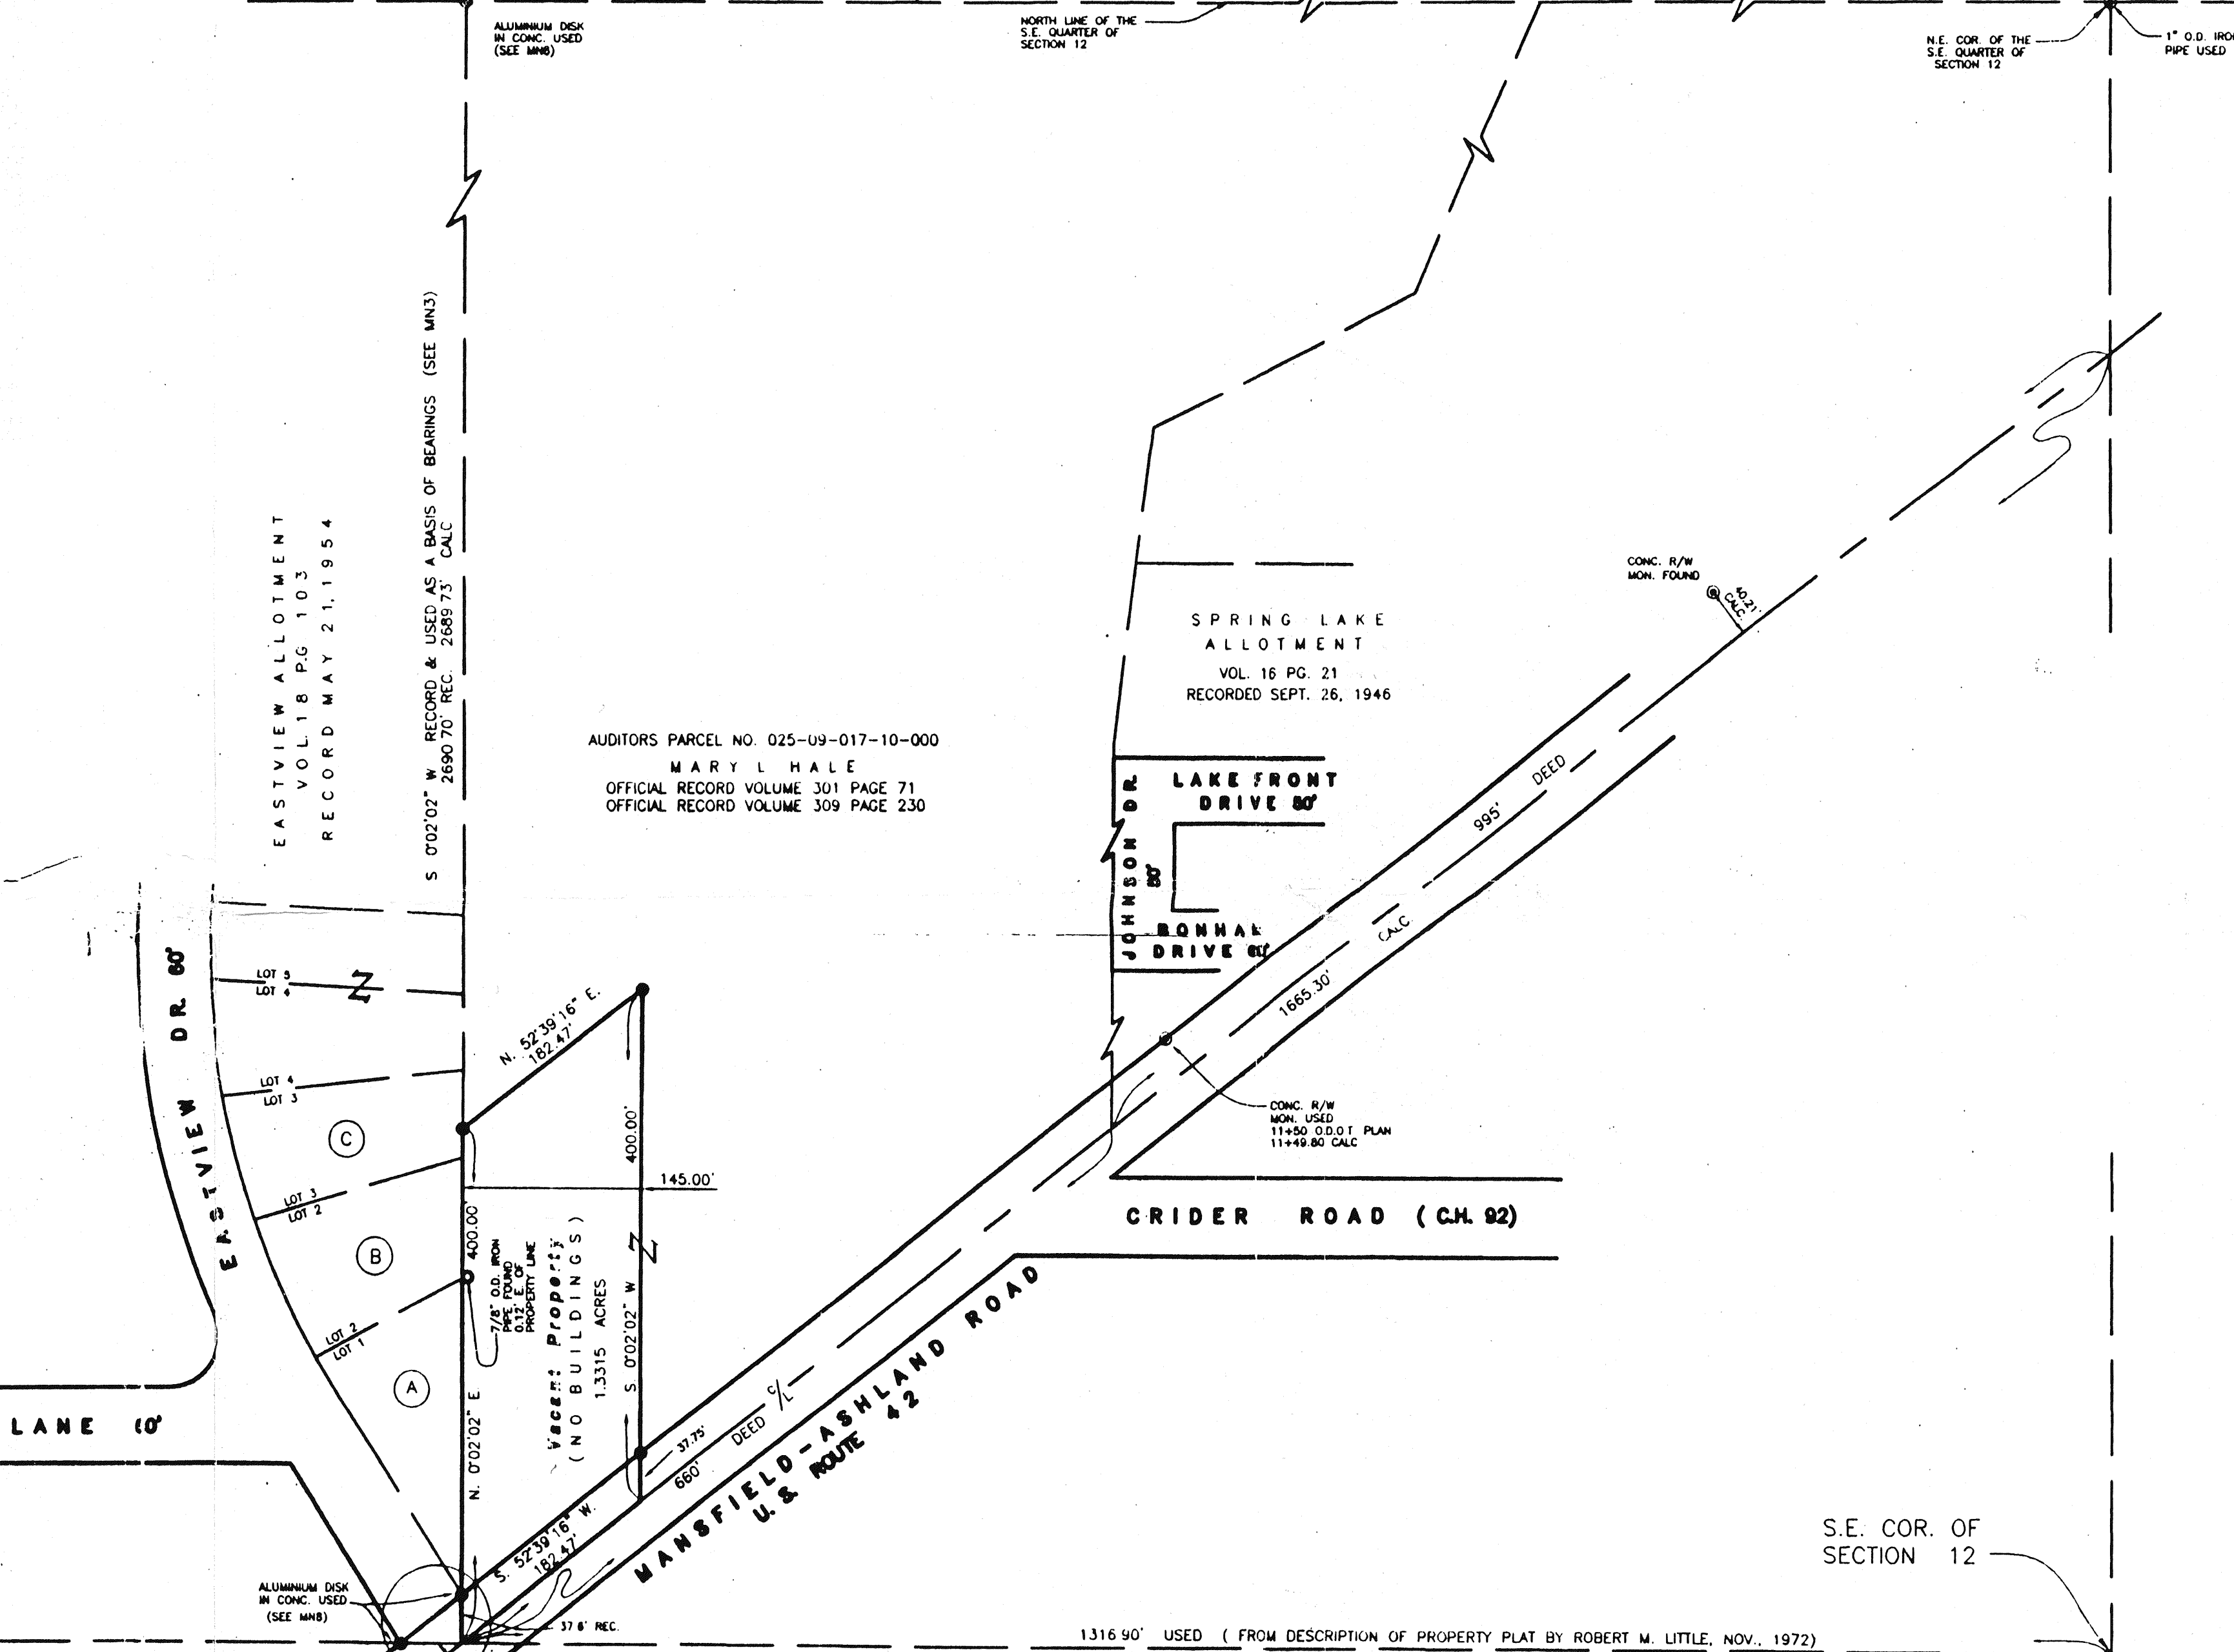 ALUMINIUM DISK
IN CONC. USED
(SEE MN8)
NORTH LINE OF THE
S.E. QUARTER OF
SECTION 12
N.E. COR. OF THE
S.E. QUARTER OF
SECTION 12
1" O.D. IRO
PIPE USED
EASTVIEW ALLOTMENT
VOL. 18 P.G 103
RECORD MAY 21, 1954
S 0°02'02" W RECORD & USED AS A BASIS OF BEARINGS (SEE MN3)
2690 70' REC. 2689 73' CALC
CONC. R/W
MON. FOUND
40.21'
CALC.
SPRING LAKE
ALLOTMENT
VOL. 16 PG. 21
RECORDED SEPT. 26, 1946
AUDITORS PARCEL NO. 025-09-017-10-000
MARY L HALE
OFFICIAL RECORD VOLUME 301 PAGE 71
OFFICIAL RECORD VOLUME 309 PAGE 230
LAKE FRONT
DRIVE 50'
JOHNSON DR.
50'
BONHAL
DRIVE
995' DEED
1665.30' CALC
EASTVIEW DR. 60'
LOT 5
LOT 4
LOT 4
LOT 3
C
LOT 3
LOT 2
B
LOT 2
LOT 1
A
N. 52°39'16" E.
182.47'
400.00'
145.00'
400.00'
7/8" O.D. IRON
PIPE FOUND
0.12' E. OF
PROPERTY LINE
Vacant Property
(NO BUILDINGS)
1.3315 ACRES
S. 0°02'02" W
N. 0°02'02" E
CONC. R/W
MON. USED
11+50 O.D.O T PLAN
11+49.80 CALC
CRIDER ROAD (C.H. 92)
LANE
37.75'
660' DEED C/L
MANSFIELD-ASHLAND ROAD
U.S. ROUTE 42
S. 52°39'16" W.
182.47'
S.E. COR. OF
SECTION 12
ALUMINIUM DISK
IN CONC. USED
(SEE MN8)
37 6' REC.
1316 90' USED ( FROM DESCRIPTION OF PROPERTY PLAT BY ROBERT M. LITTLE, NOV., 1972)